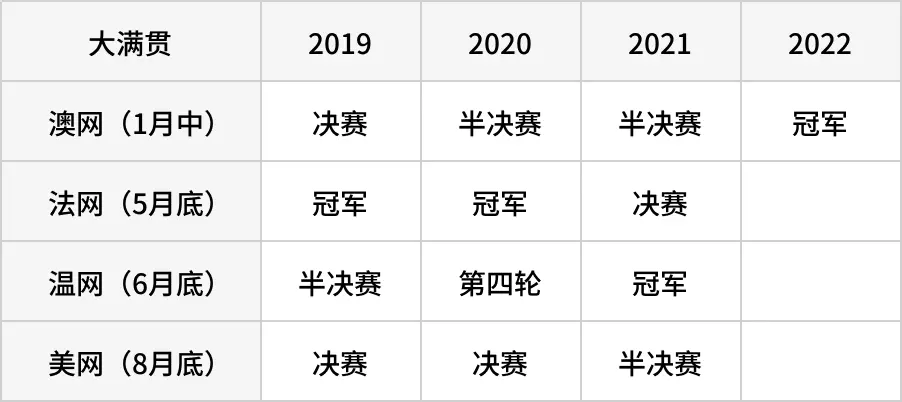 大满贯 2019 2020 2021 2022
澳网（1月中） 决赛 半决赛 半决赛 冠军
法网（5月底） 冠军 冠军 决赛
温网（6月底） 半决赛 第四轮 冠军
美网（8月底） 决赛 决赛 半决赛